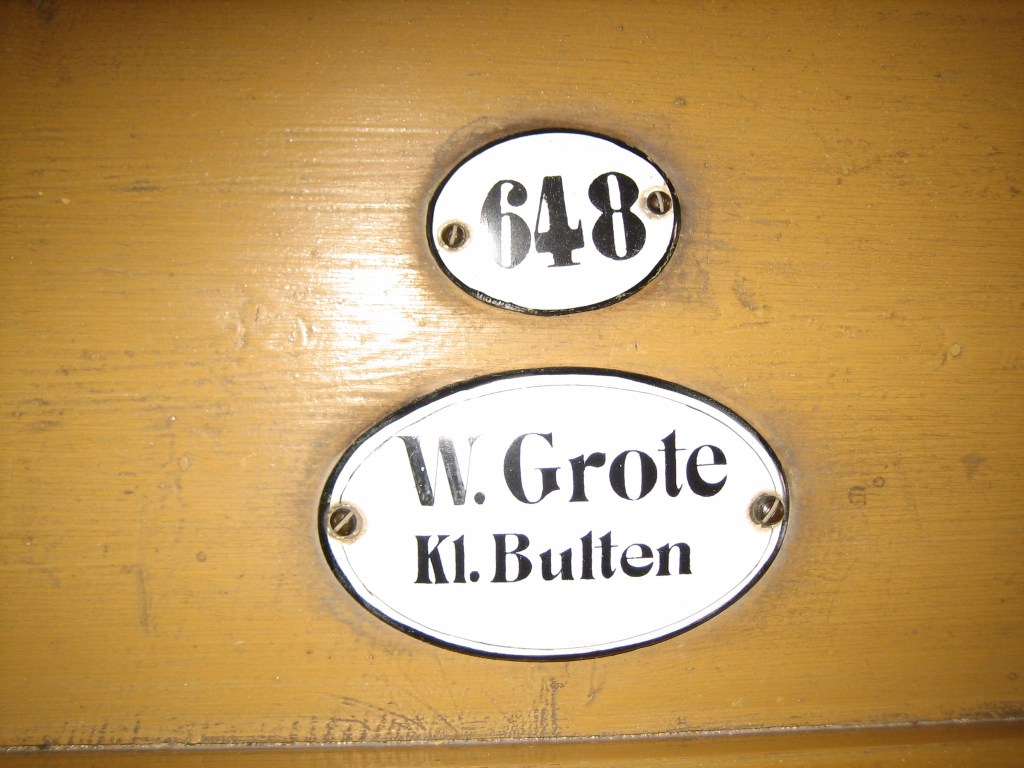 648
W. Grote
Kl. Bulten